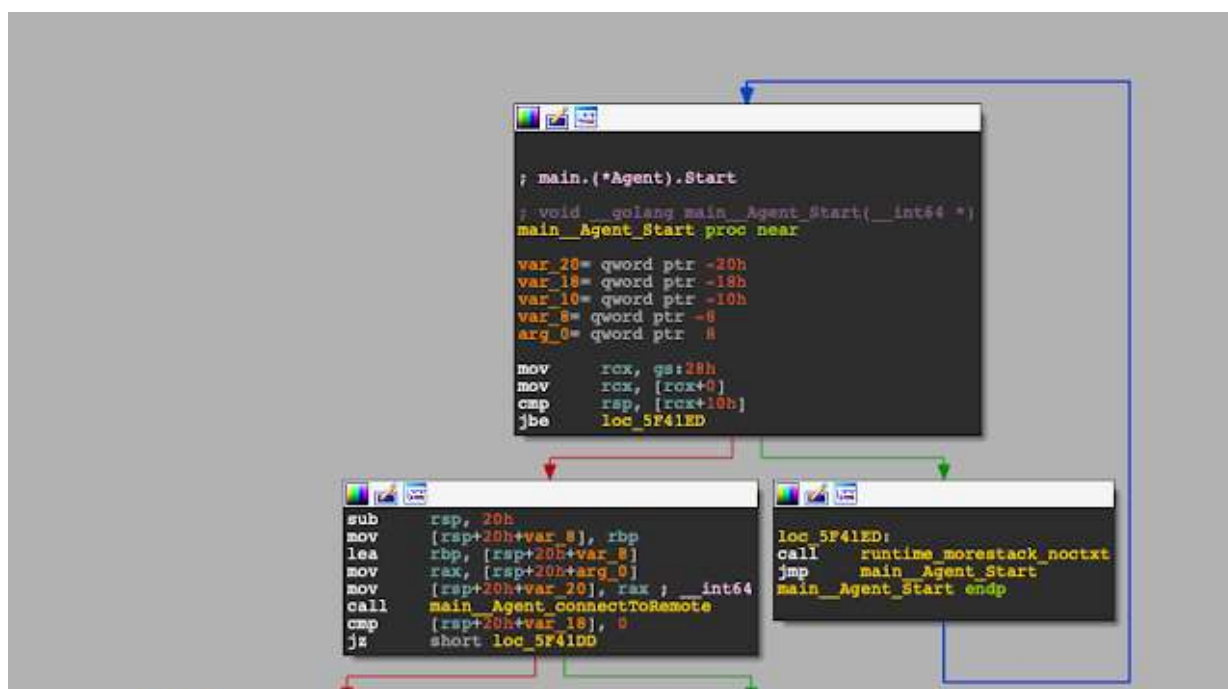 ; main.(*Agent).Start
; void __golang main__Agent_Start(__int64 *)
main__Agent_Start proc near
var_20= qword ptr -20h
var_18= qword ptr -18h
var_10= qword ptr -10h
var_8= qword ptr -8
arg_0= qword ptr  8
mov     rcx, gs:28h
mov     rcx, [rcx+0]
cmp     rsp, [rcx+10h]
jbe     loc_5F41ED
sub     rsp, 20h
mov     [rsp+20h+var_8], rbp
lea     rbp, [rsp+20h+var_8]
mov     rax, [rsp+20h+arg_0]
mov     [rsp+20h+var_20], rax ; __int64
call    main__Agent_connectToRemote
cmp     [rsp+20h+var_18], 0
jz      short loc_5F41DD
loc_5F41ED:
call    runtime_morestack_noctxt
jmp     main__Agent_Start
main__Agent_Start endp